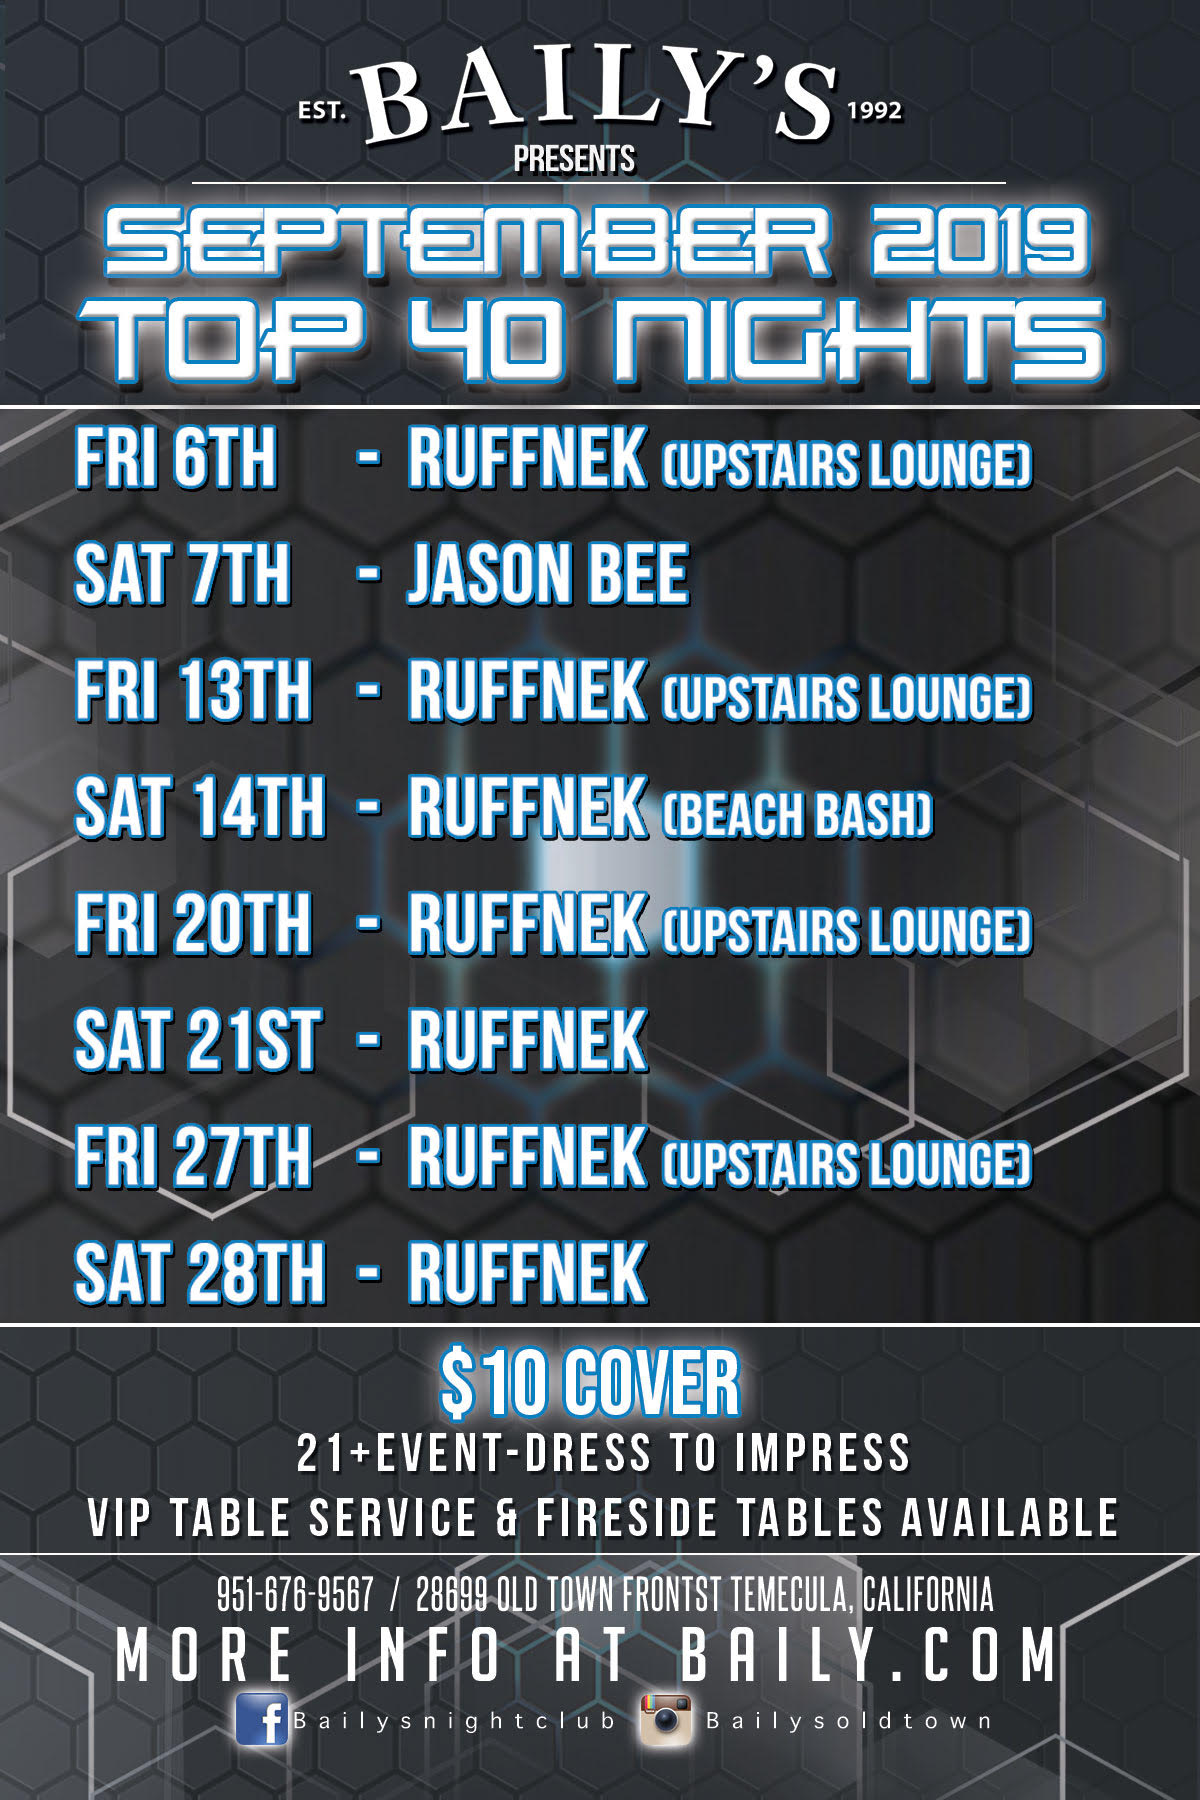 EST. BAILY'S 1992
PRESENTS
SEPTEMBER 2019
TOP 40 NIGHTS
FRI 6TH - RUFFNEK (UPSTAIRS LOUNGE)
SAT 7TH - JASON BEE
FRI 13TH - RUFFNEK (UPSTAIRS LOUNGE)
SAT 14TH - RUFFNEK (BEACH BASH)
FRI 20TH - RUFFNEK (UPSTAIRS LOUNGE)
SAT 21ST - RUFFNEK
FRI 27TH - RUFFNEK (UPSTAIRS LOUNGE)
SAT 28TH - RUFFNEK
$10 COVER
21+EVENT-DRESS TO IMPRESS
VIP TABLE SERVICE & FIRESIDE TABLES AVAILABLE
951-676-9567 / 28699 OLD TOWN FRONTST TEMECULA, CALIFORNIA
MORE INFO AT BAILY.COM
f Bailysnightclub Bailysoldtown